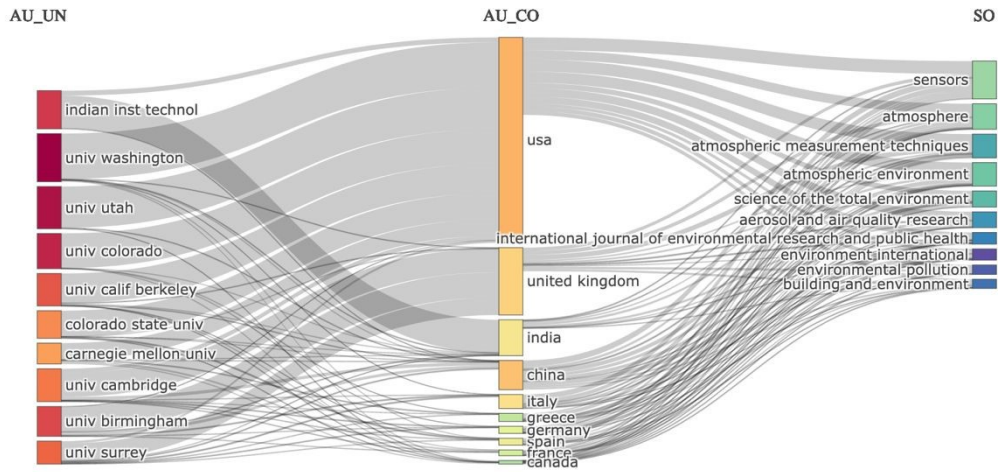 AU_UN
AU_CO
SO
indian inst technol
univ washington
univ utah
univ colorado
univ calif berkeley
colorado state univ
carnegie mellon univ
univ cambridge
univ birmingham
univ surrey
usa
united kingdom
india
china
italy
greece
germany
spain
france
canada
sensors
atmosphere
atmospheric measurement techniques
atmospheric environment
science of the total environment
aerosol and air quality research
international journal of environmental research and public health
environment international
environmental pollution
building and environment